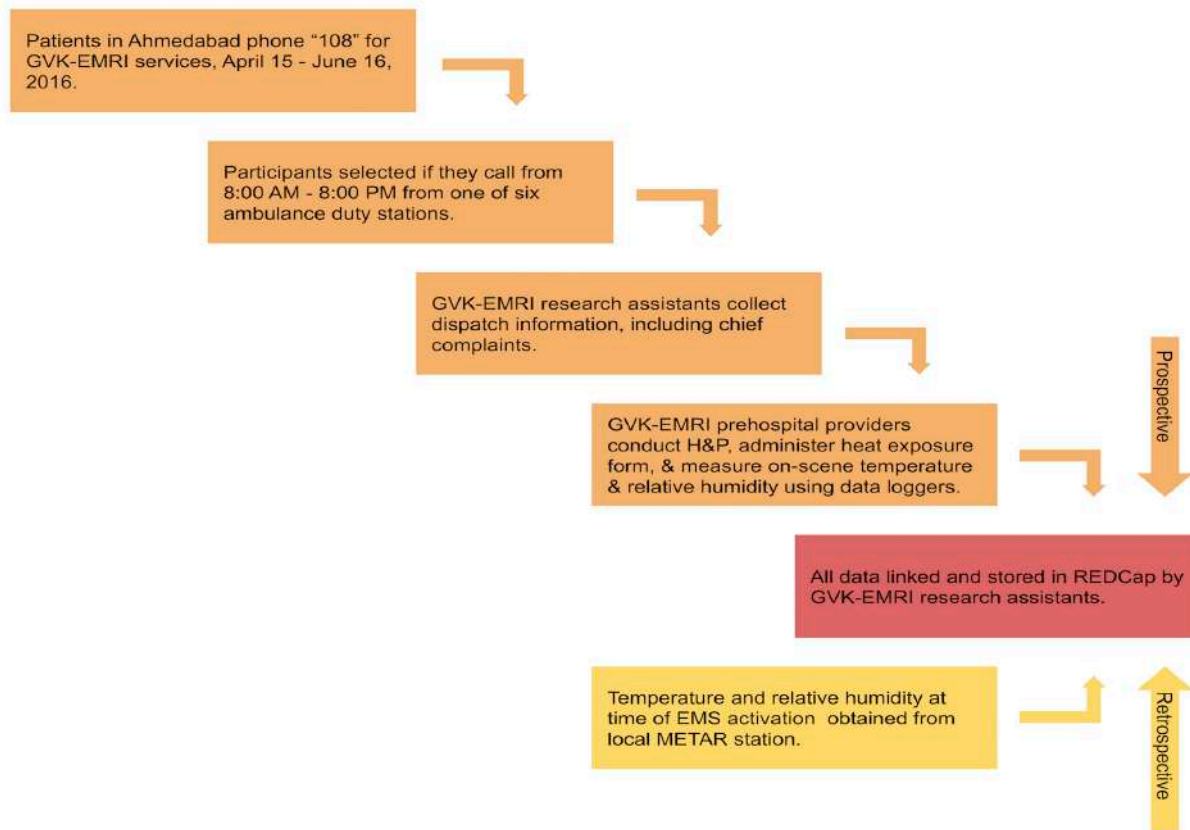 Patients in Ahmedabad phone “108” for
GVK-EMRI services, April 15 - June 16,
2016.
Participants selected if they call from
8:00 AM - 8:00 PM from one of six
ambulance duty stations.
GVK-EMRI research assistants collect
dispatch information, including chief
complaints.
GVK-EMRI prehospital providers
conduct H&P, administer heat exposure
form, & measure on-scene temperature
& relative humidity using data loggers.
Prospective
All data linked and stored in REDCap by
GVK-EMRI research assistants.
Temperature and relative humidity at
time of EMS activation obtained from
local METAR station.
Retrospective